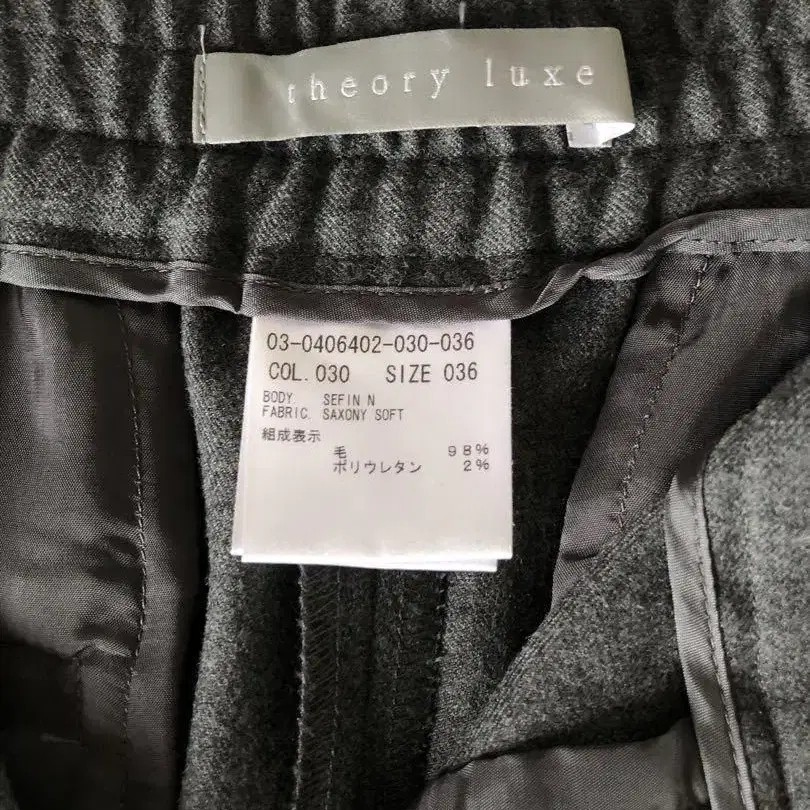 theory luxe
03-0406402-030-036
COL. 030 SIZE 036
BODY. SEFIN N
FABRIC. SAXONY SOFT
組成表示
毛 98%
ポリウレタン 2%